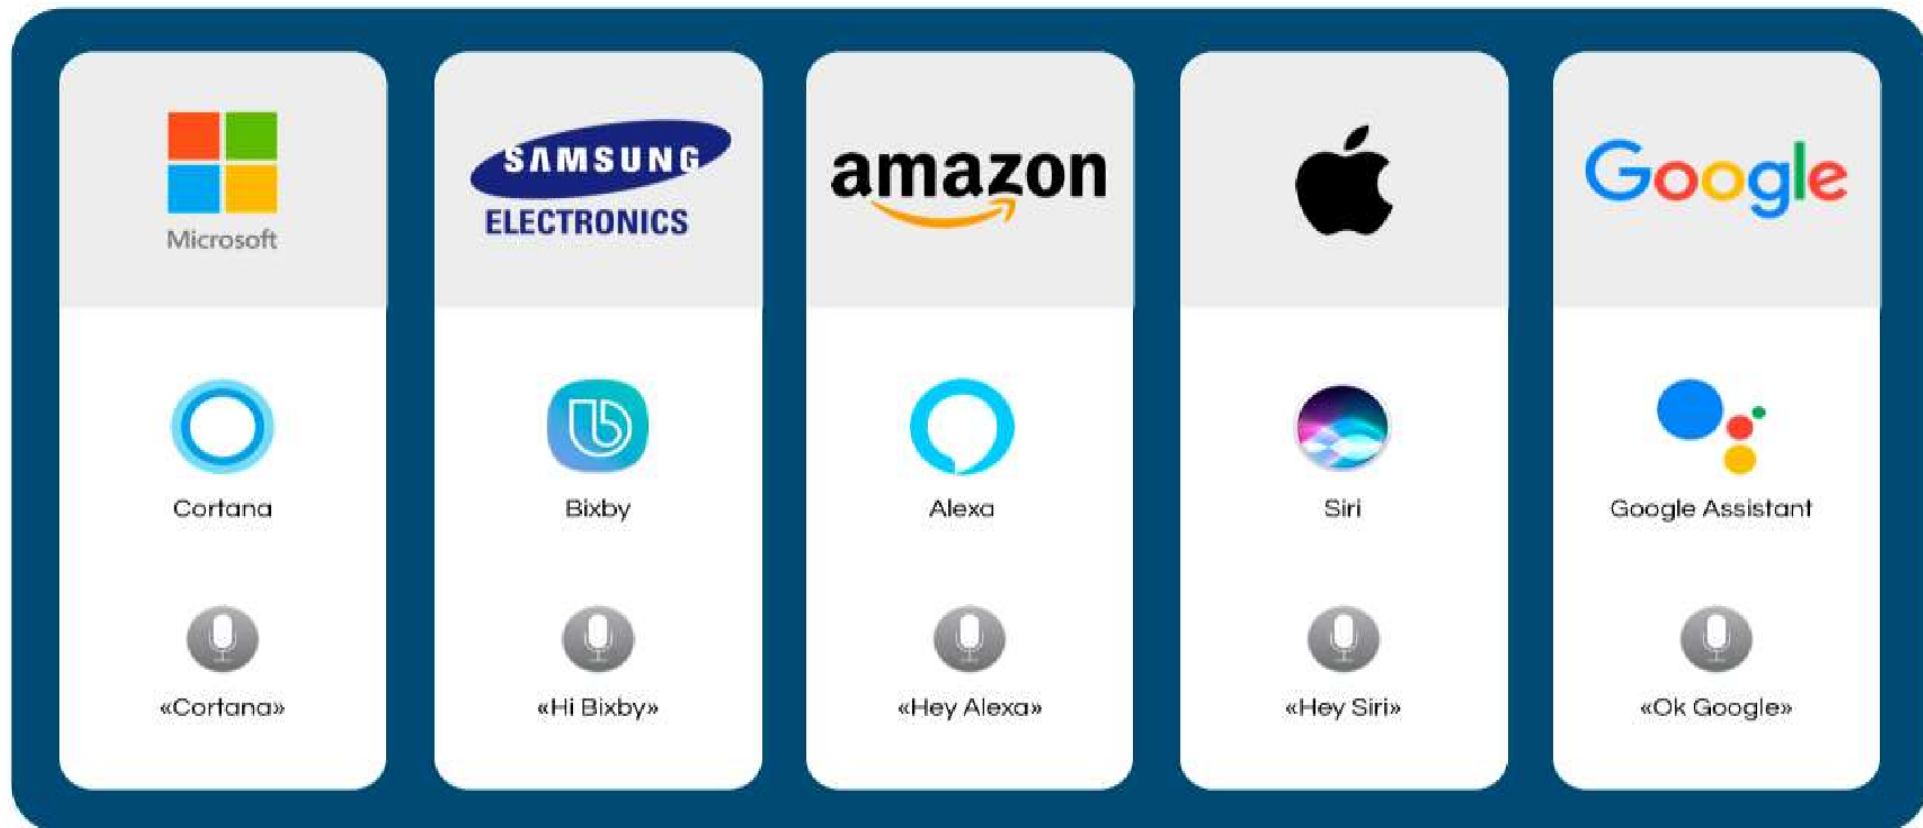 Microsoft
SAMSUNG
ELECTRONICS
amazon
Google
Cortana
Bixby
Alexa
Siri
Google Assistant
«Cortana»
«Hi Bixby»
«Hey Alexa»
«Hey Siri»
«Ok Google»